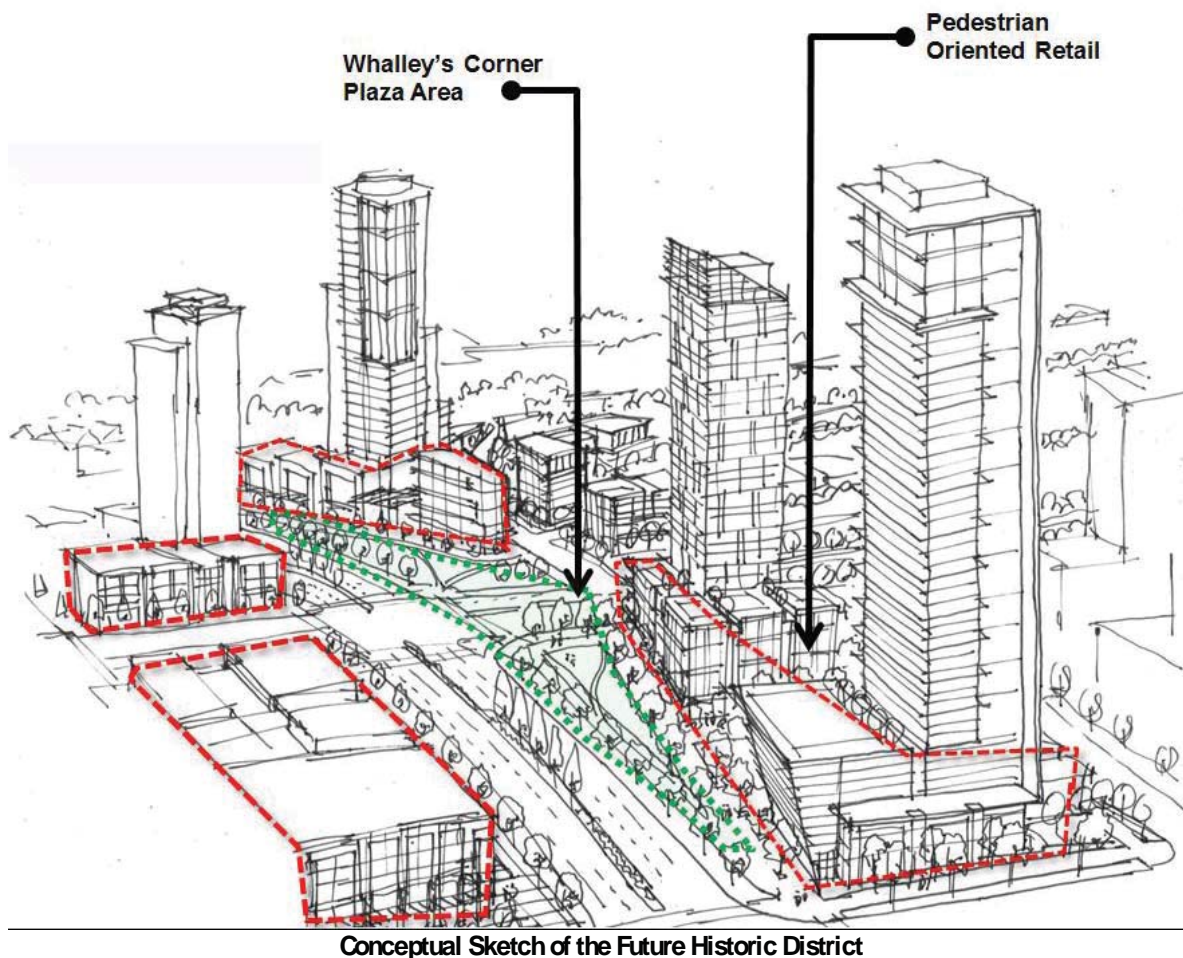 Pedestrian
Oriented Retail
Whalley's Corner
Plaza Area
Conceptual Sketch of the Future Historic District